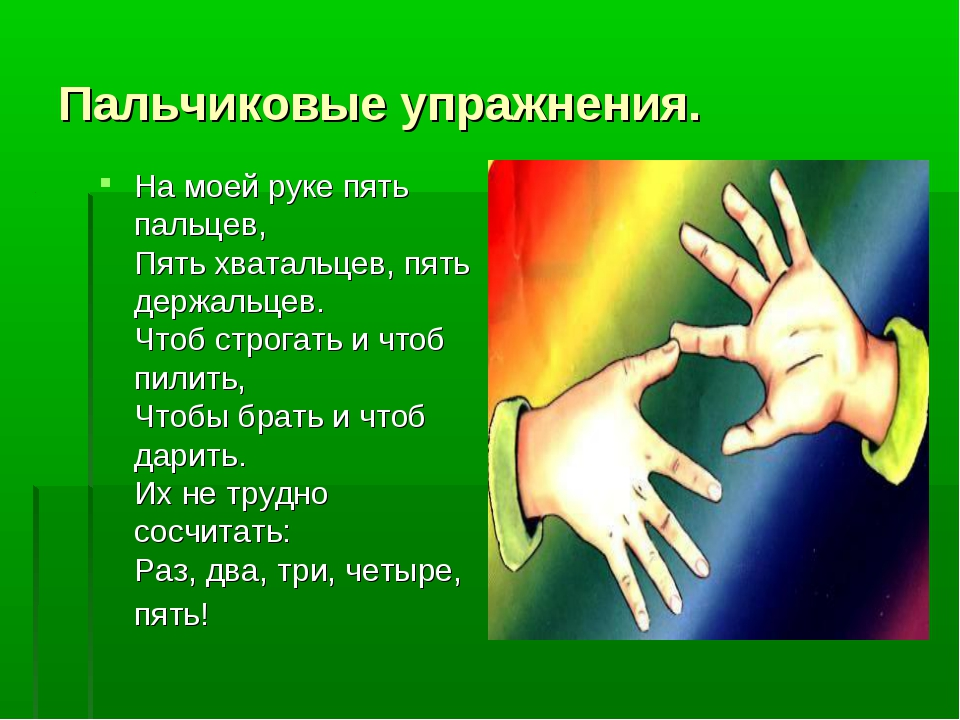 Пальчиковые упражнения.
На моей руке пять
пальцев,
Пять хватальцев, пять
держальцев.
Чтоб строгать и чтоб
пилить,
Чтобы брать и чтоб
дарить.
Их не трудно
сосчитать:
Раз, два, три, четыре,
пять!